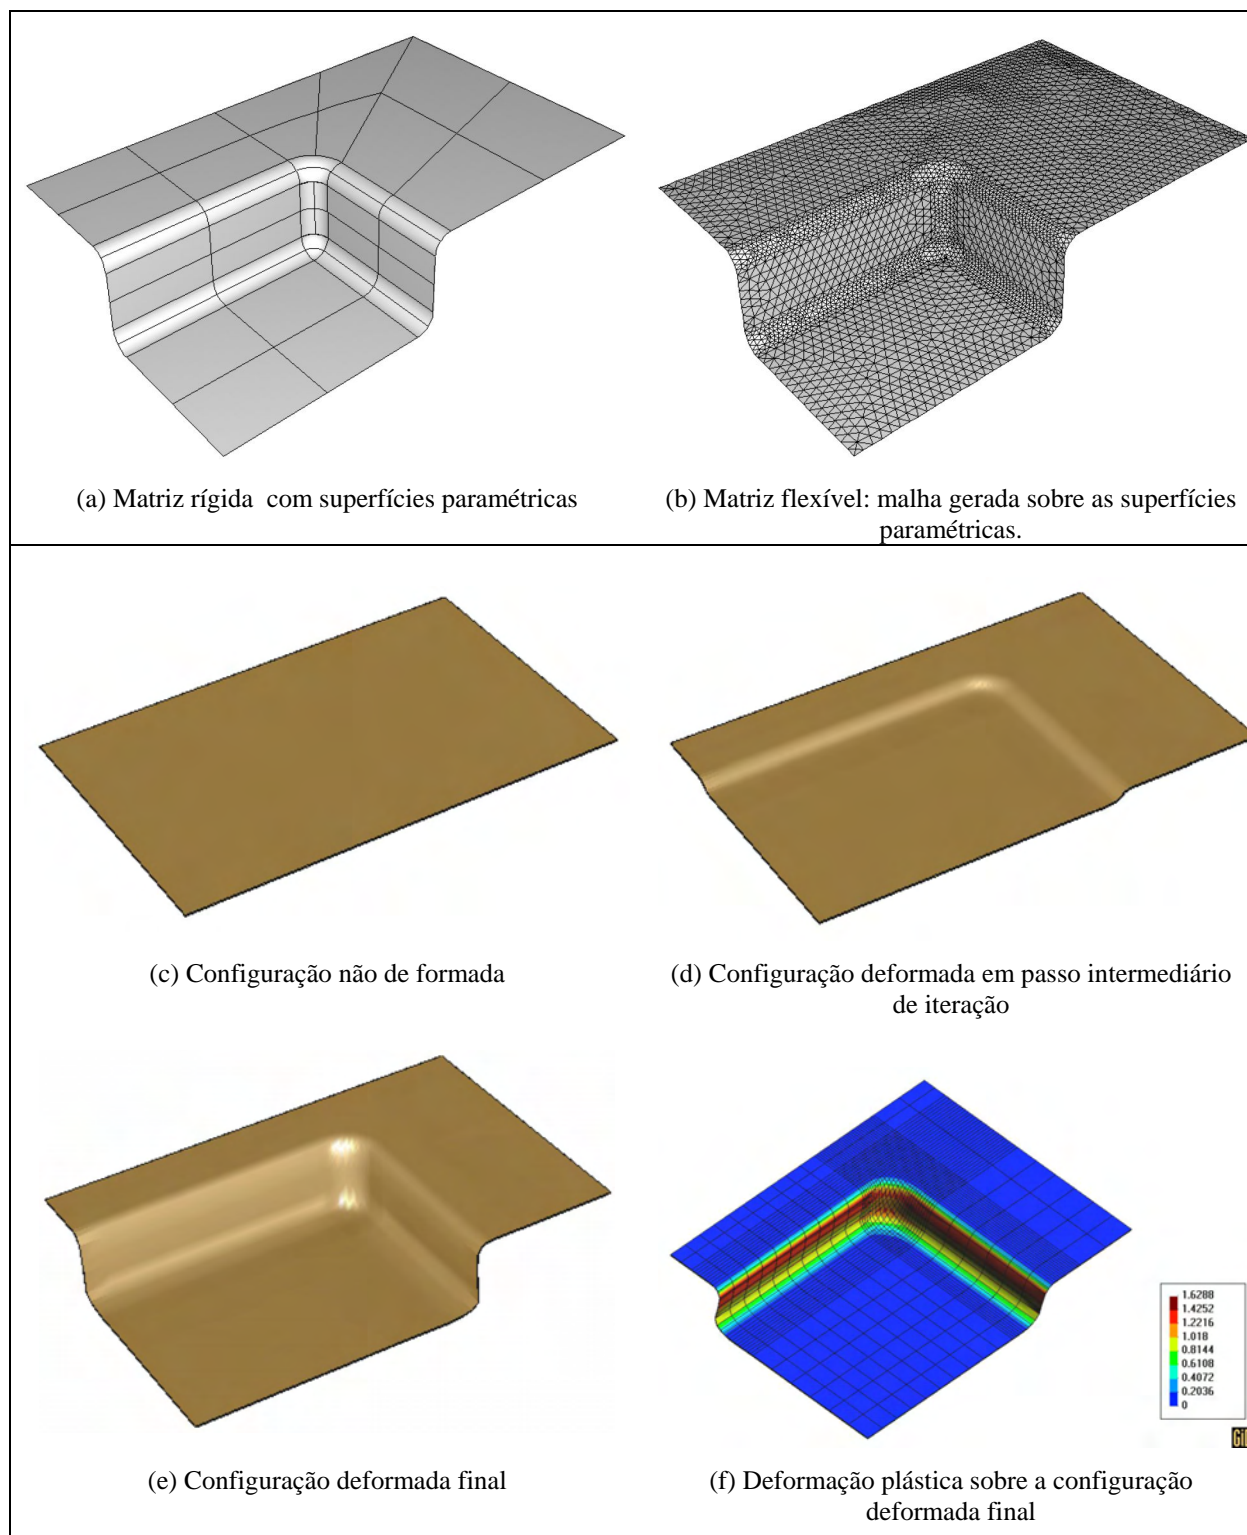 (a) Matriz rígida  com superfícies paramétricas
(b) Matriz flexível: malha gerada sobre as superfícies
paramétricas.
(c) Configuração não de formada
(d) Configuração deformada em passo intermediário
de iteração
1.6288
1.4252
1.2216
1.018
0.8144
0.6108
0.4072
0.2036
0
(e) Configuração deformada final
(f) Deformação plástica sobre a configuração
deformada final